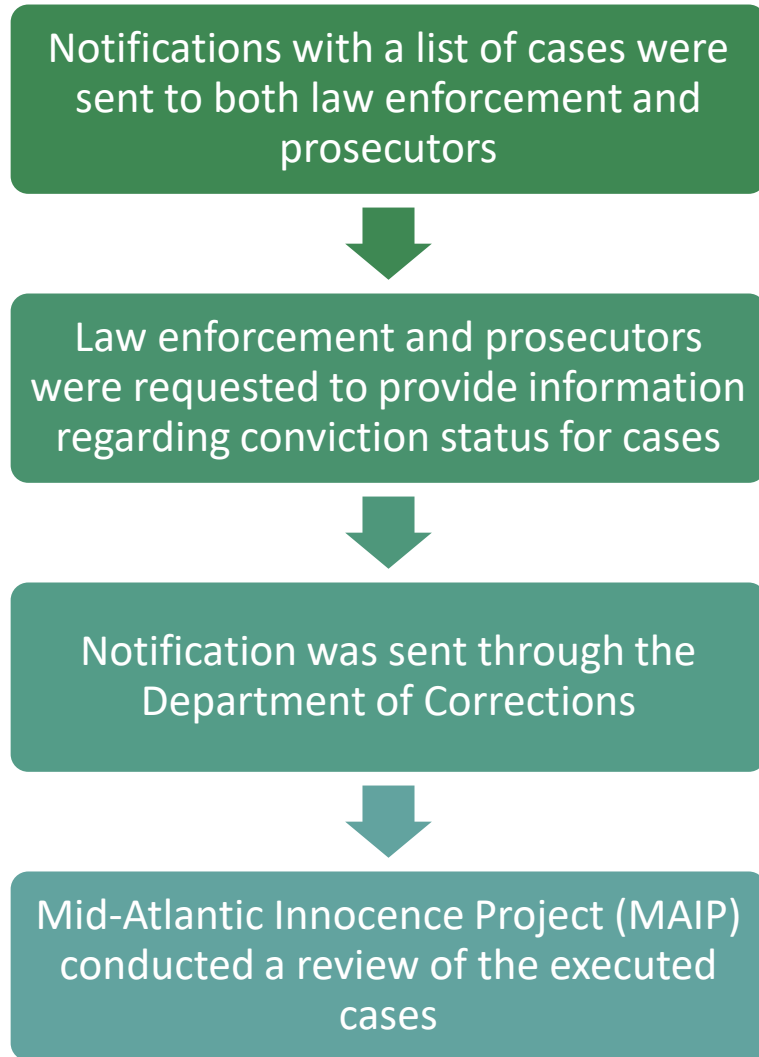 Notifications with a list of cases were
sent to both law enforcement and
prosecutors
Law enforcement and prosecutors
were requested to provide information
regarding conviction status for cases
Notification was sent through the
Department of Corrections
Mid-Atlantic Innocence Project (MAIP)
conducted a review of the executed
cases